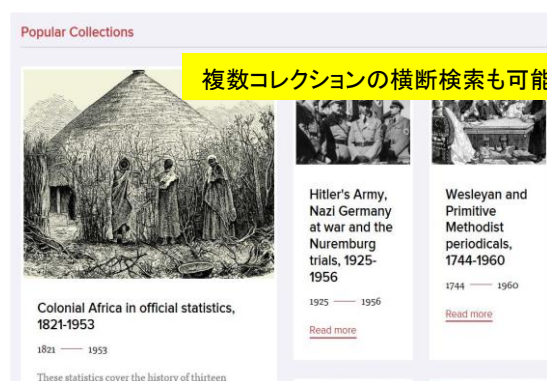 Popular Collections
複数コレクションの横断検索も可能
Colonial Africa in official statistics,
1821-1953
1821 — 1953
These statistics cover the history of thirteen
Hitler's Army,
Nazi Germany
at war and the
Nuremburg
trials, 1925-
1956
1925 — 1956
Read more
Wesleyan and
Primitive
Methodist
periodicals,
1744-1960
1744 — 1960
Read more